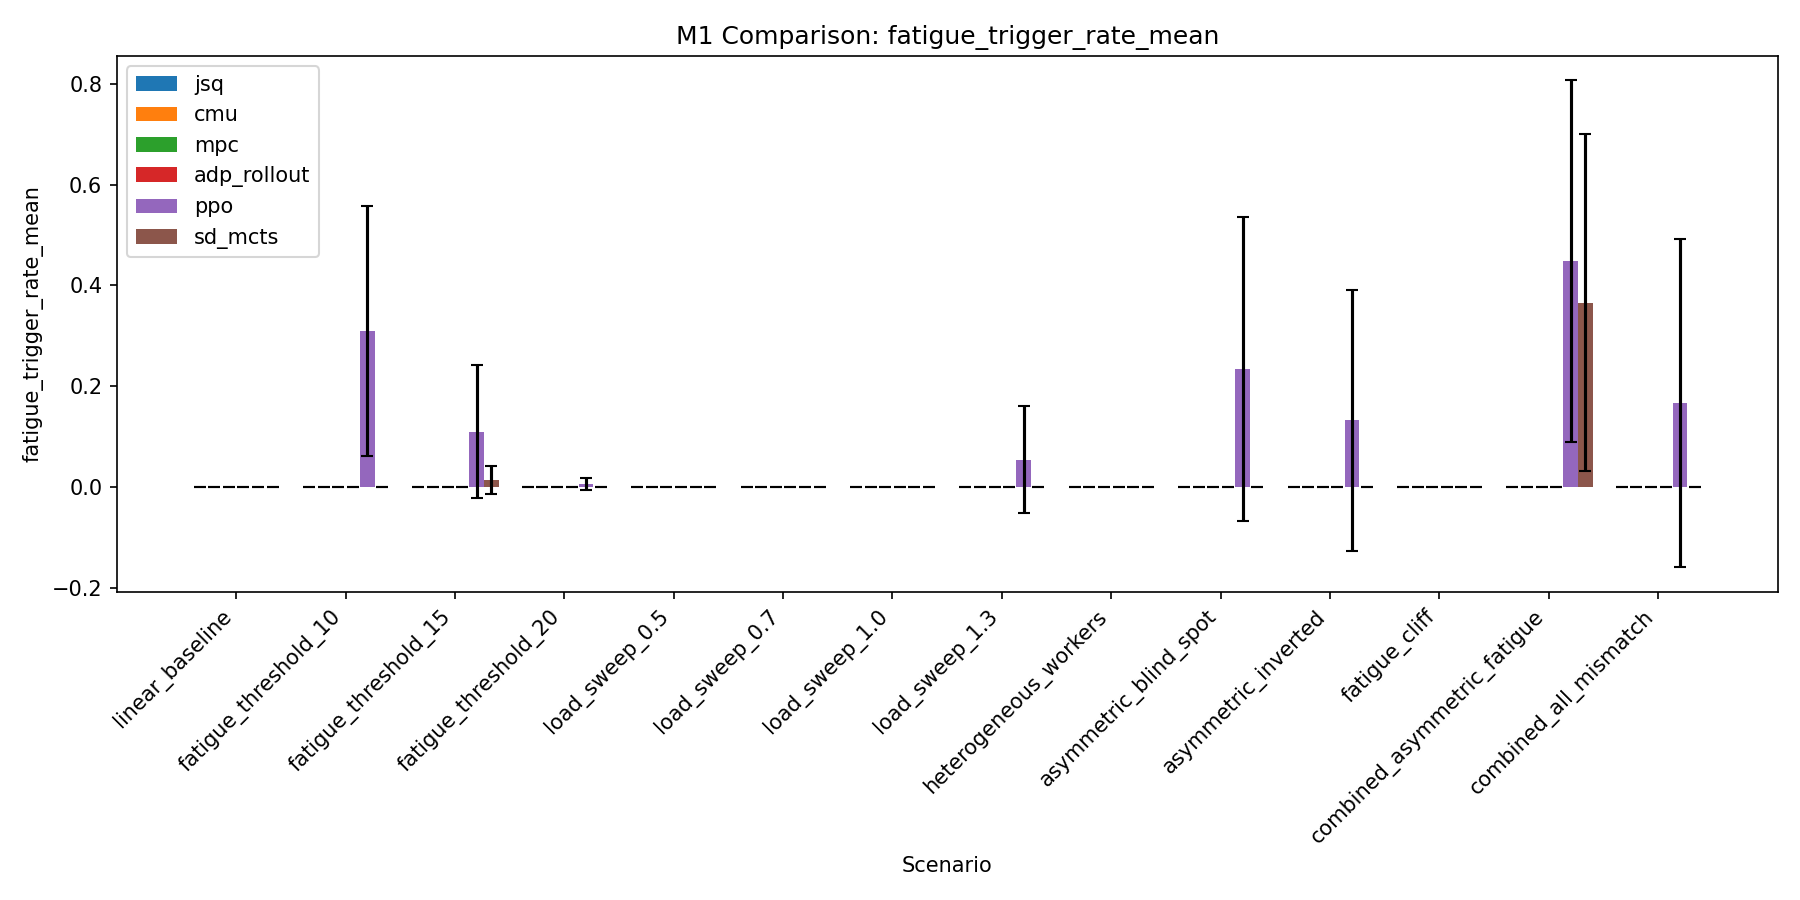 M1 Comparison: fatigue_trigger_rate_mean
jsq
cmu
mpc
adp_rollout
ppo
sd_mcts
fatigue_trigger_rate_mean
0.8
0.6
0.4
0.2
0.0
−0.2
linear_baseline
fatigue_threshold_10
fatigue_threshold_15
fatigue_threshold_20
load_sweep_0.5
load_sweep_0.7
load_sweep_1.0
load_sweep_1.3
heterogeneous_workers
asymmetric_blind_spot
asymmetric_inverted
fatigue_cliff
combined_asymmetric_fatigue
combined_all_mismatch
Scenario